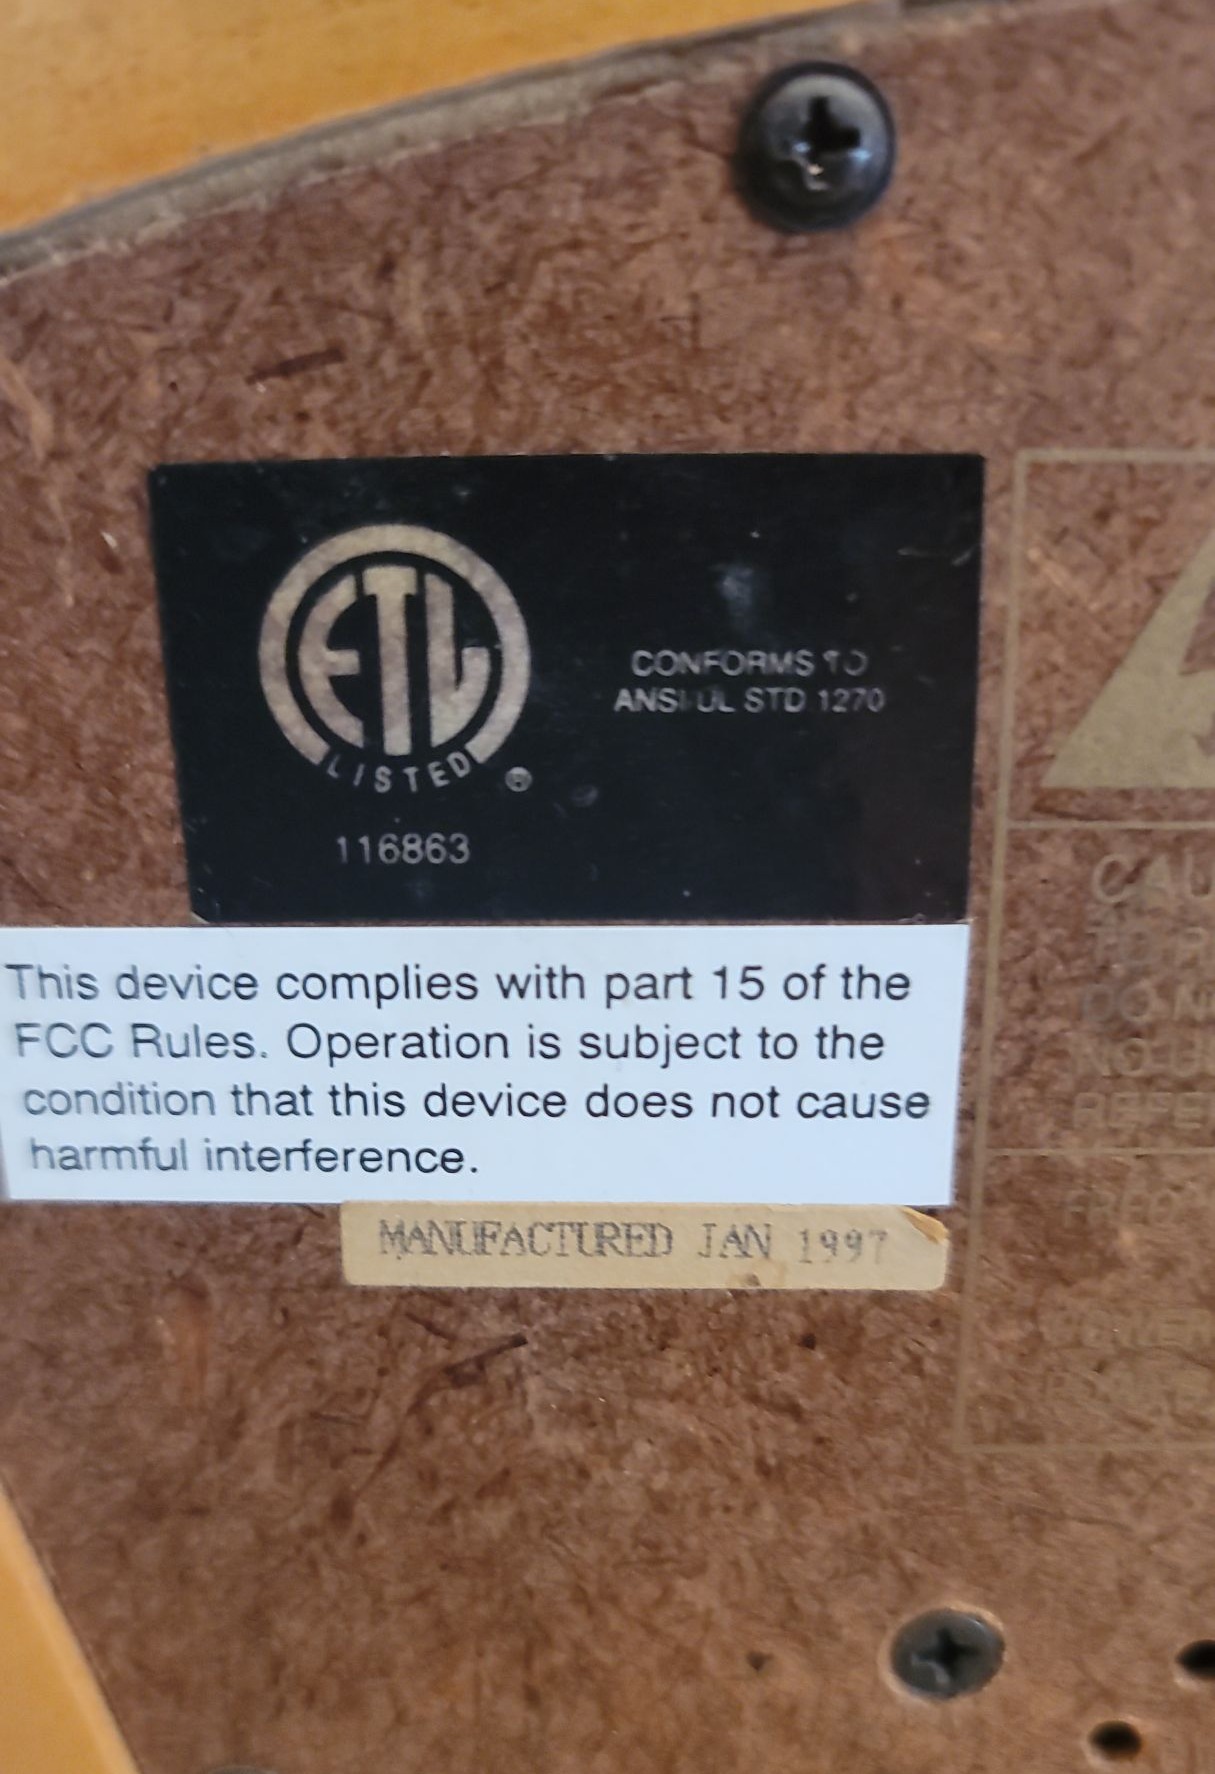 ETL
LISTED
®
116863
CONFORMS TO
ANSI UL STD 1270
This device complies with part 15 of the
FCC Rules. Operation is subject to the
condition that this device does not cause
harmful interference.
MANUFACTURED JAN 1997
CAU